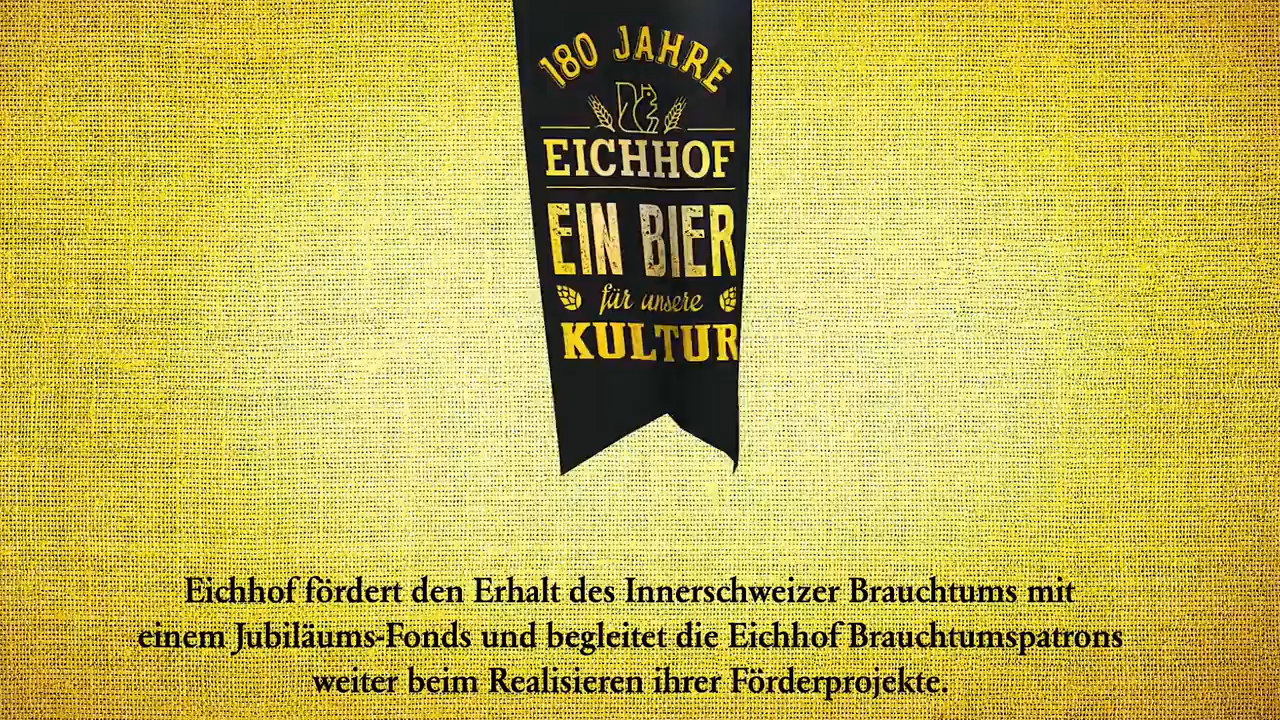 180 JAHRE
EICHHOF
EIN BIER
für unsere
KULTUR
Eichhof fördert den Erhalt des Innerschweizer Brauchtums mit
einem Jubiläums-Fonds und begleitet die Eichhof Brauchtumspatrons
weiter beim Realisieren ihrer Förderprojekte.